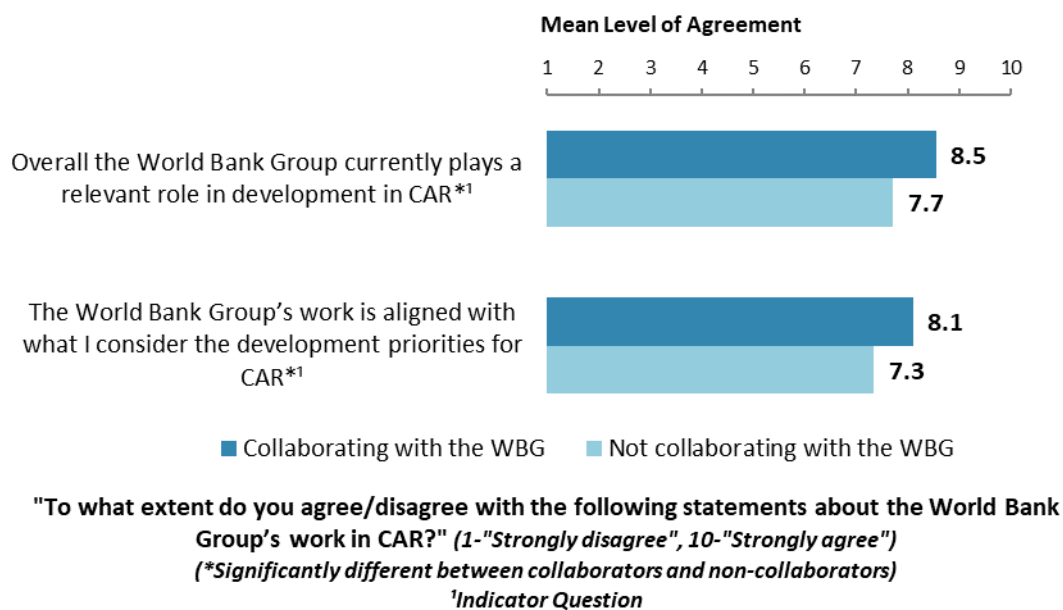 Mean Level of Agreement
1 2 3 4 5 6 7 8 9 10
Overall the World Bank Group currently plays a
relevant role in development in CAR*¹
8.5
7.7
The World Bank Group’s work is aligned with
what I consider the development priorities for
CAR*¹
8.1
7.3
Collaborating with the WBG Not collaborating with the WBG
"To what extent do you agree/disagree with the following statements about the World Bank
Group’s work in CAR?" (1-"Strongly disagree", 10-"Strongly agree")
(*Significantly different between collaborators and non-collaborators)
¹Indicator Question